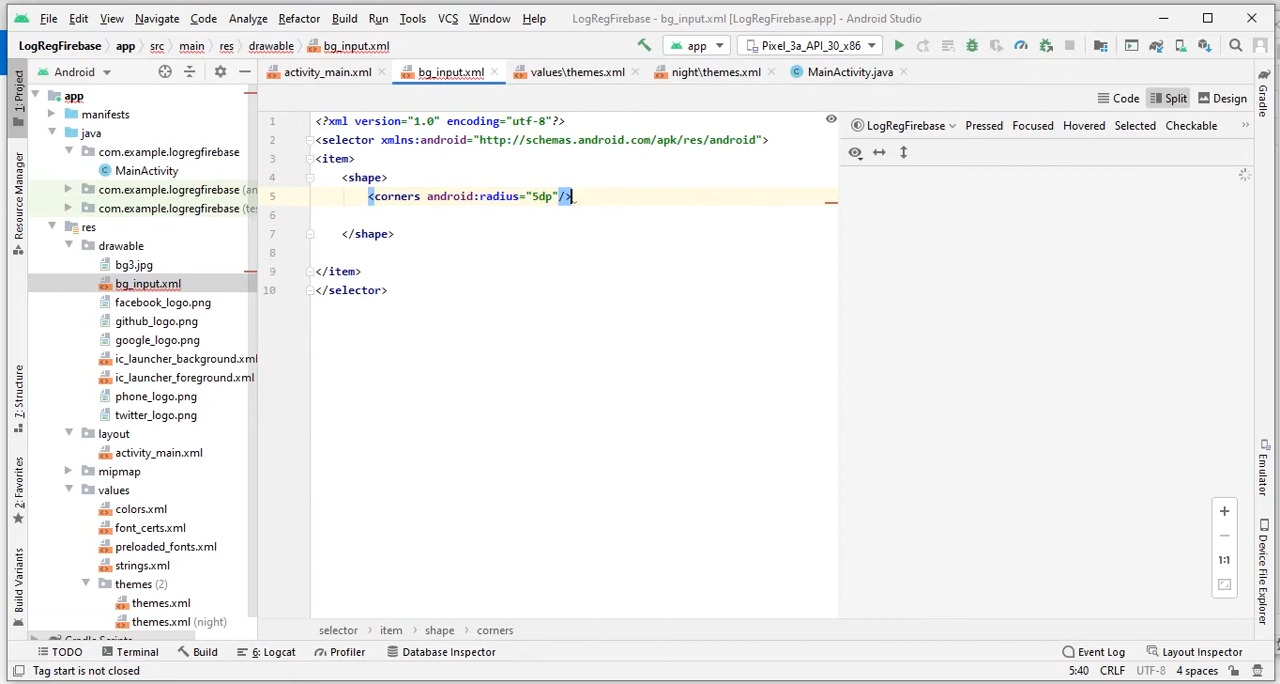 File Edit View Navigate Code Analyze Refactor Build Run Tools VCS Window Help LogRegFirebase - bg_input.xml [LogRegFirebase.app] - Android Studio
LogRegFirebase app src main res drawable bg_input.xml app Pixel_3a_API_30_x86
Android activity_main.xml bg_input.xml values\themes.xml night\themes.xml MainActivity.java
1: Project
Resource Manager
7: Structure
2: Favorites
Build Variants
app
manifests
java
com.example.logregfirebase
MainActivity
com.example.logregfirebase (an
com.example.logregfirebase (te
res
drawable
bg3.jpg
bg_input.xml
facebook_logo.png
github_logo.png
google_logo.png
ic_launcher_background.xml
ic_launcher_foreground.xml
phone_logo.png
twitter_logo.png
layout
activity_main.xml
mipmap
values
colors.xml
font_certs.xml
preloaded_fonts.xml
strings.xml
themes (2)
themes.xml
themes.xml (night)
Gradle Scripts
Code Split Design
1 <?xml version="1.0" encoding="utf-8"?>
2 <selector xmlns:android="http://schemas.android.com/apk/res/android">
3 <item>
4 <shape>
5 <corners android:radius="5dp"/>
6
7 </shape>
8
9 </item>
10 </selector>
LogRegFirebase Pressed Focused Hovered Selected Checkable
1:1
Gradle
Emulator
Device File Explorer
selector item shape corners
TODO Terminal Build 6: Logcat Profiler Database Inspector Event Log Layout Inspector
Tag start is not closed 5:40 CRLF UTF-8 4 spaces